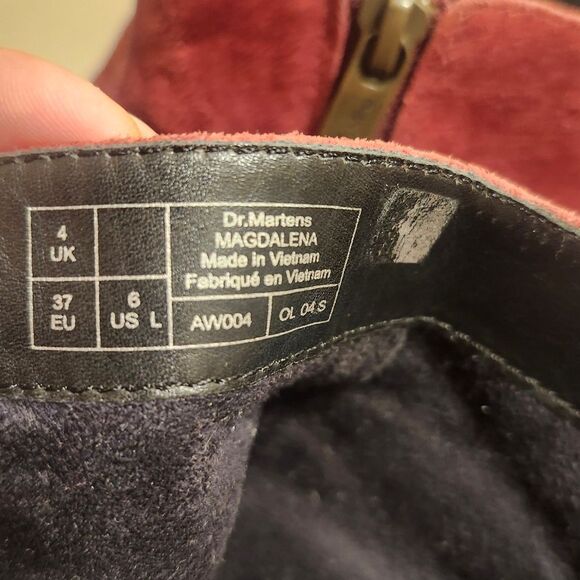 4
UK
37
EU
6
US L
Dr.Martens
MAGDALENA
Made in Vietnam
Fabriqué en Vietnam
AW004
OL 04.S